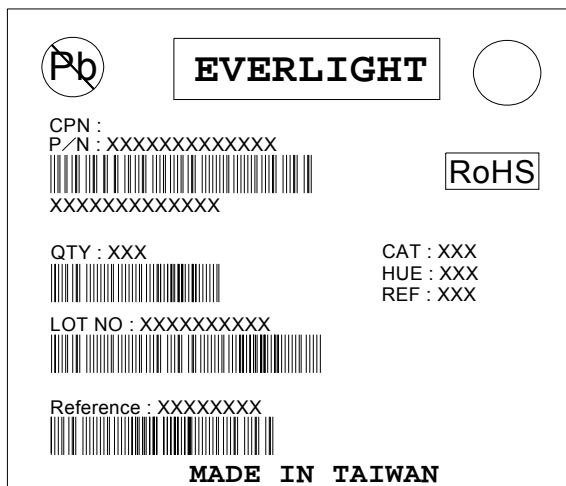 Pb
EVERLIGHT
CPN :
P/N : XXXXXXXXXXXXX
RoHS
XXXXXXXXXXXXX
QTY : XXX
CAT : XXX
HUE : XXX
REF : XXX
LOT NO : XXXXXXXXXX
Reference : XXXXXXXX
MADE IN TAIWAN